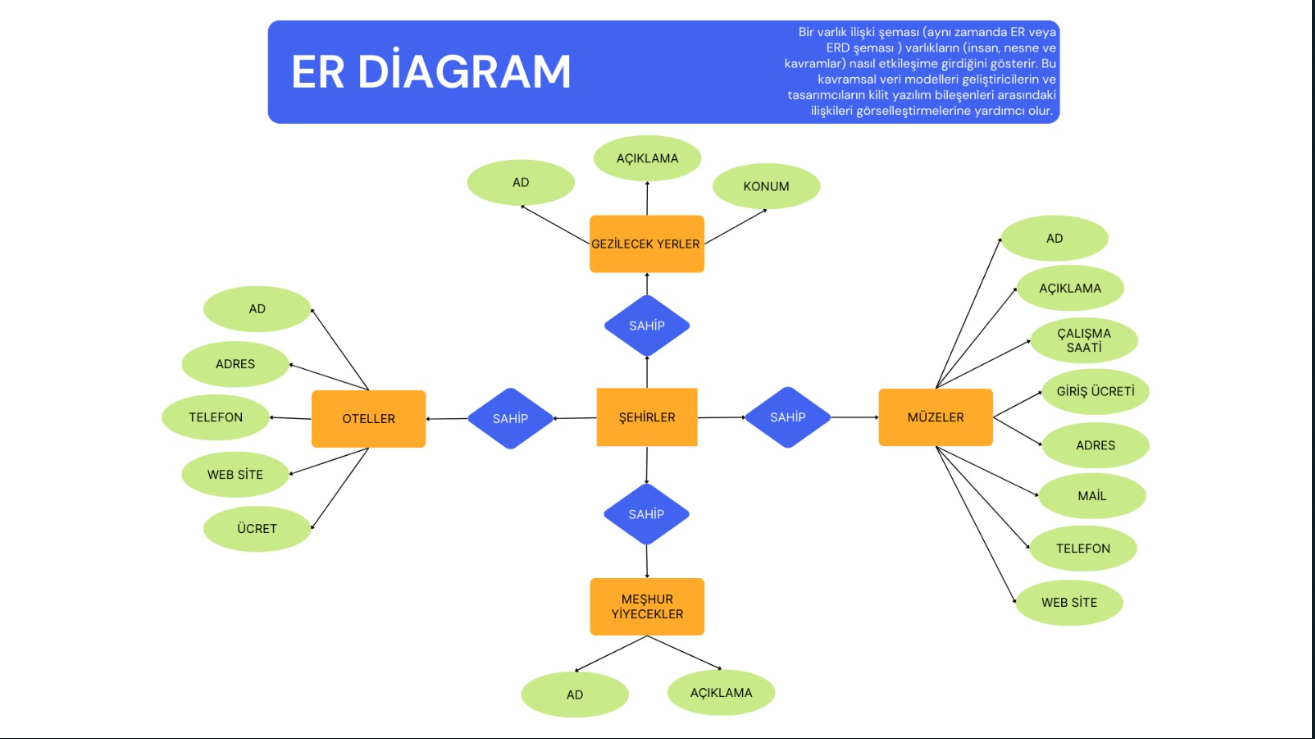 ER DİAGRAM
Bir varlık ilişki şeması (aynı zamanda ER veya
ERD şeması ) varlıkların (insan, nesne ve
kavramlar) nasıl etkileşime girdiğini gösterir. Bu
kavramsal veri modelleri geliştiricilerin ve
tasarımcıların kilit yazılım bileşenleri arasındaki
ilişkileri görselleştirmelerine yardımcı olur.
AD
AÇIKLAMA
KONUM
GEZİLECEK YERLER
SAHİP
AD
ADRES
TELEFON
WEB SİTE
ÜCRET
OTELLER
SAHİP
ŞEHİRLER
SAHİP
MÜZELER
AD
AÇIKLAMA
ÇALIŞMA
SAATİ
GİRİŞ ÜCRETİ
ADRES
MAİL
TELEFON
WEB SİTE
SAHİP
MEŞHUR
YİYECEKLER
AD
AÇIKLAMA